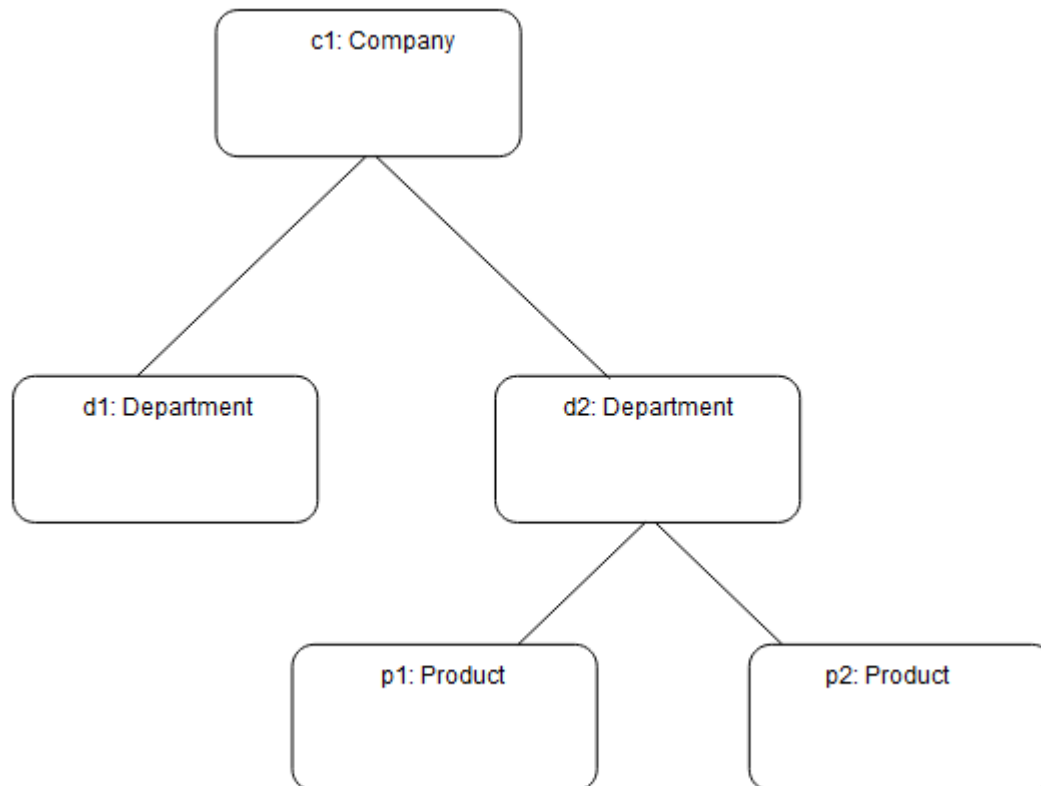 c1: Company
d1: Department
d2: Department
p1: Product
p2: Product